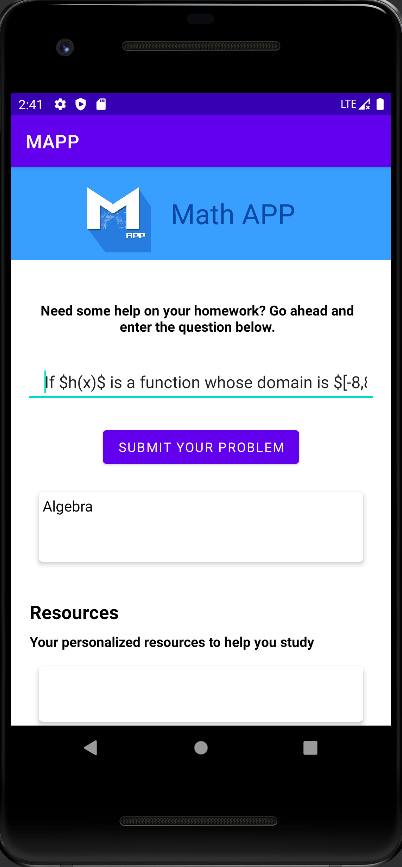 2:41
LTE
MAPP
M
APP
Math APP
Need some help on your homework? Go ahead and
enter the question below.
If $h(x)$ is a function whose domain is $[-8,8
SUBMIT YOUR PROBLEM
Algebra
Resources
Your personalized resources to help you study